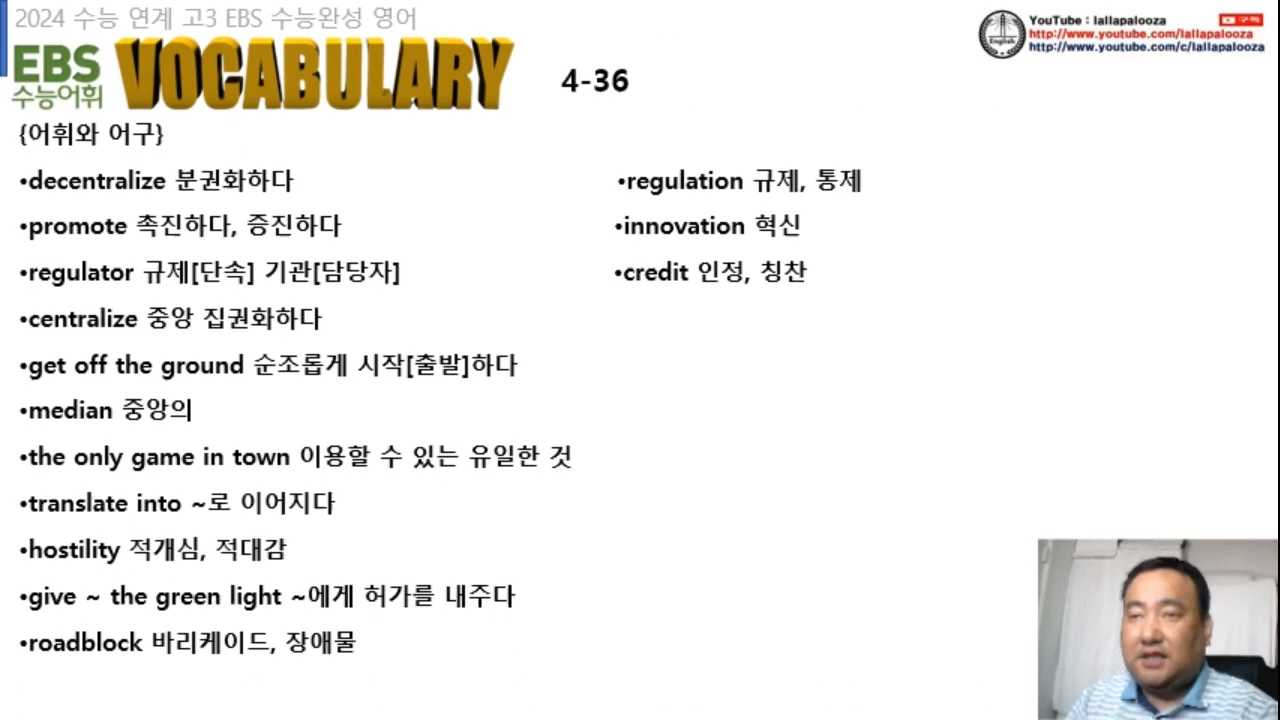 2024 수능 연계 고3 EBS 수능완성 영어
YouTube : lallapalooza
구독
http://www.youtube.com/lallapalooza
http://www.youtube.com/c/lallapalooza
English
EBS
수능어휘
VOCABULARY
4-36
{어휘와 어구}
•decentralize 분권화하다
•promote 촉진하다, 증진하다
•regulator 규제[단속] 기관[담당자]
•centralize 중앙 집권화하다
•get off the ground 순조롭게 시작[출발]하다
•median 중앙의
•the only game in town 이용할 수 있는 유일한 것
•translate into ~로 이어지다
•hostility 적개심, 적대감
•give ~ the green light ~에게 허가를 내주다
•roadblock 바리케이드, 장애물
•regulation 규제, 통제
•innovation 혁신
•credit 인정, 칭찬